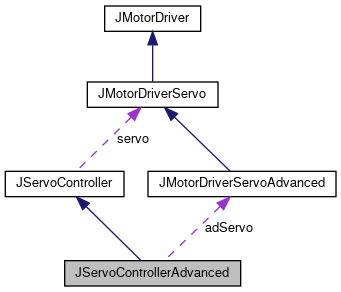 JMotorDriver
JMotorDriverServo
servo
JServoController
JMotorDriverServoAdvanced
adServo
JServoControllerAdvanced